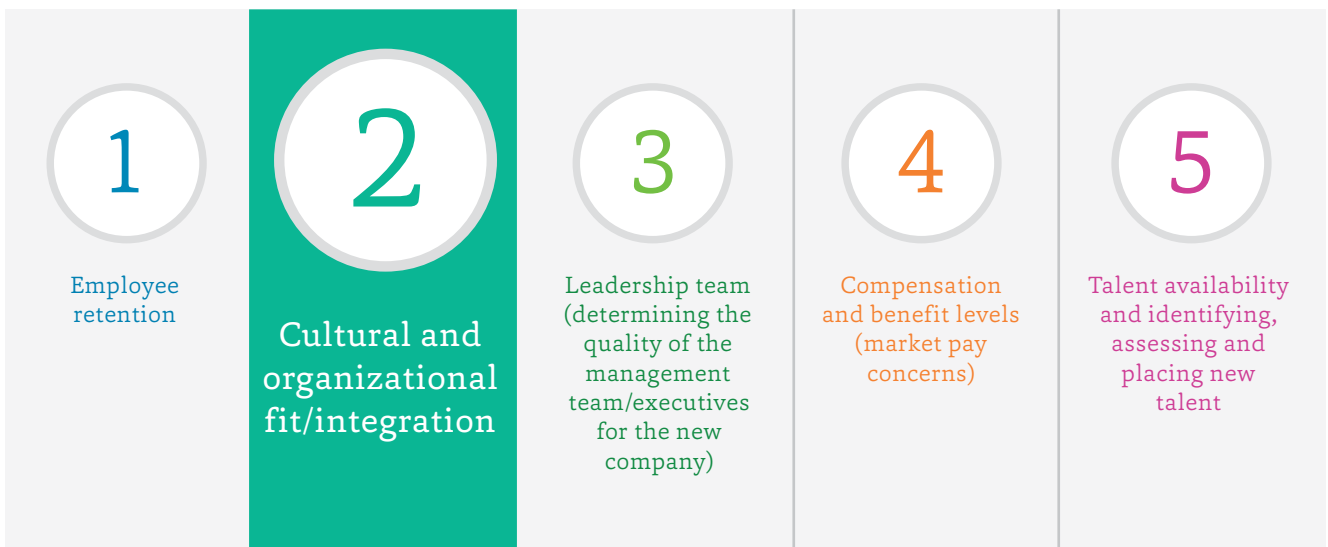 1
Employee
retention
2
Cultural and
organizational
fit/integration
3
Leadership team
(determining the
quality of the
management
team/executives
for the new
company)
4
Compensation
and benefit levels
(market pay
concerns)
5
Talent availability
and identifying,
assessing and
placing new
talent